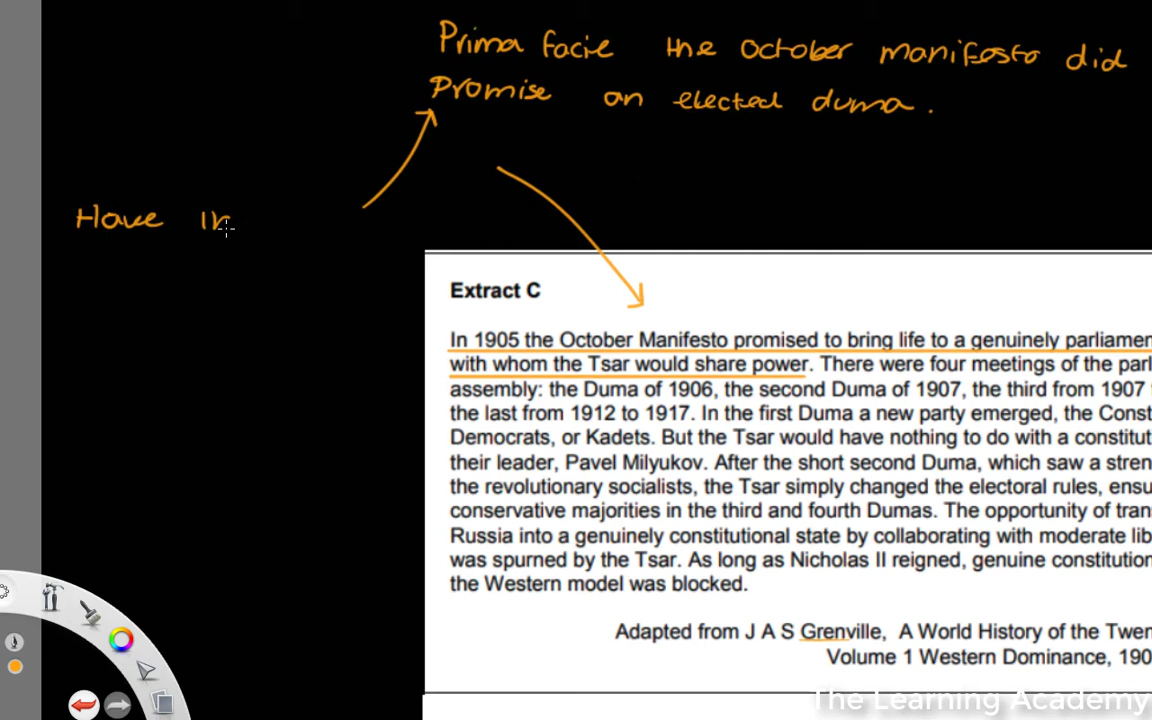 Prima facie the October manifesto did
Promise an elected duma.
Have in
Extract C
In 1905 the October Manifesto promised to bring life to a genuinely parliamen
with whom the Tsar would share power. There were four meetings of the parl
assembly: the Duma of 1906, the second Duma of 1907, the third from 1907
the last from 1912 to 1917. In the first Duma a new party emerged, the Const
Democrats, or Kadets. But the Tsar would have nothing to do with a constitut
their leader, Pavel Milyukov. After the short second Duma, which saw a stren
the revolutionary socialists, the Tsar simply changed the electoral rules, ensu
conservative majorities in the third and fourth Dumas. The opportunity of tran
Russia into a genuinely constitutional state by collaborating with moderate lib
was spurned by the Tsar. As long as Nicholas II reigned, genuine constitution
the Western model was blocked.
Adapted from J A S Grenville, A World History of the Twen
Volume 1 Western Dominance, 190
The Learning Academy